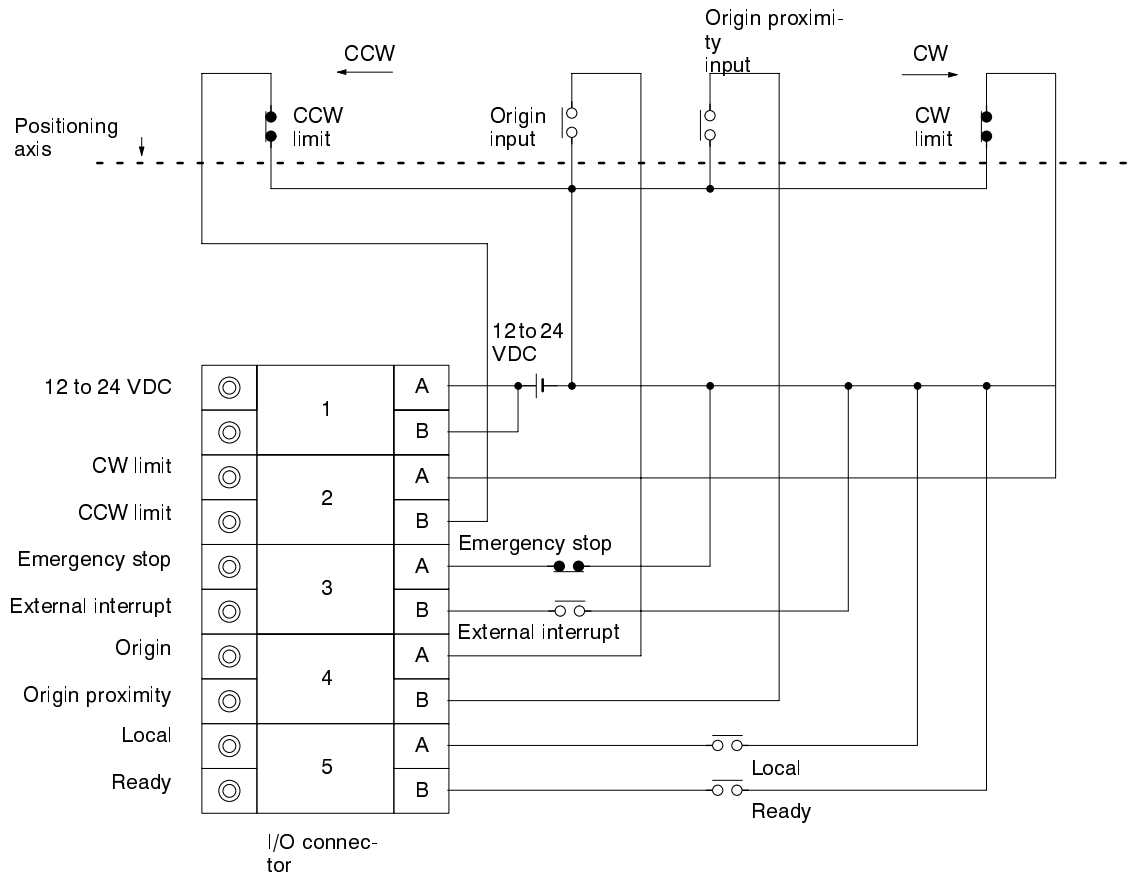 Origin proximi-
ty
input
CCW
CW
CCW
limit
Origin
input
CW
limit
Positioning
axis
12 to 24
VDC
12 to 24 VDC
1
A
B
CW limit
2
A
CCW limit
B
Emergency stop
Emergency stop
3
A
External interrupt
B
External interrupt
Origin
4
A
Origin proximity
B
Local
5
A
Local
Ready
B
Ready
I/O connec-
tor